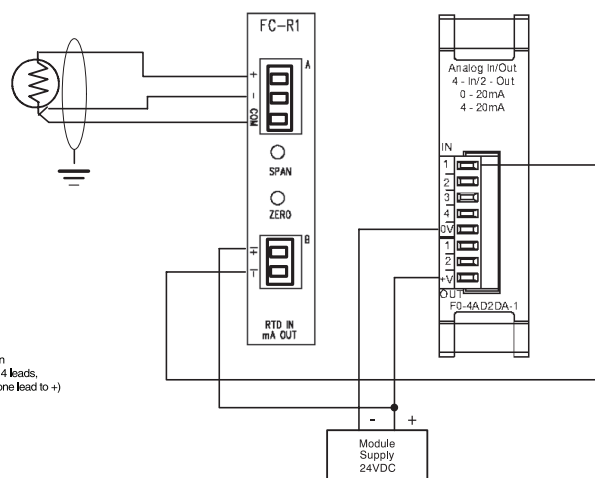 FC-R1
A
+
-
COM
SPAN
ZERO
B
+
-
RTD IN
mA OUT
Analog In/Out
4 - In/2 - Out
0 - 20mA
4 - 20mA
IN
1
2
3
4
0V
1
2
+V
OUT
F0-4AD2DA-1
n
4 leads,
one lead to +)
- +
Module
Supply
24VDC